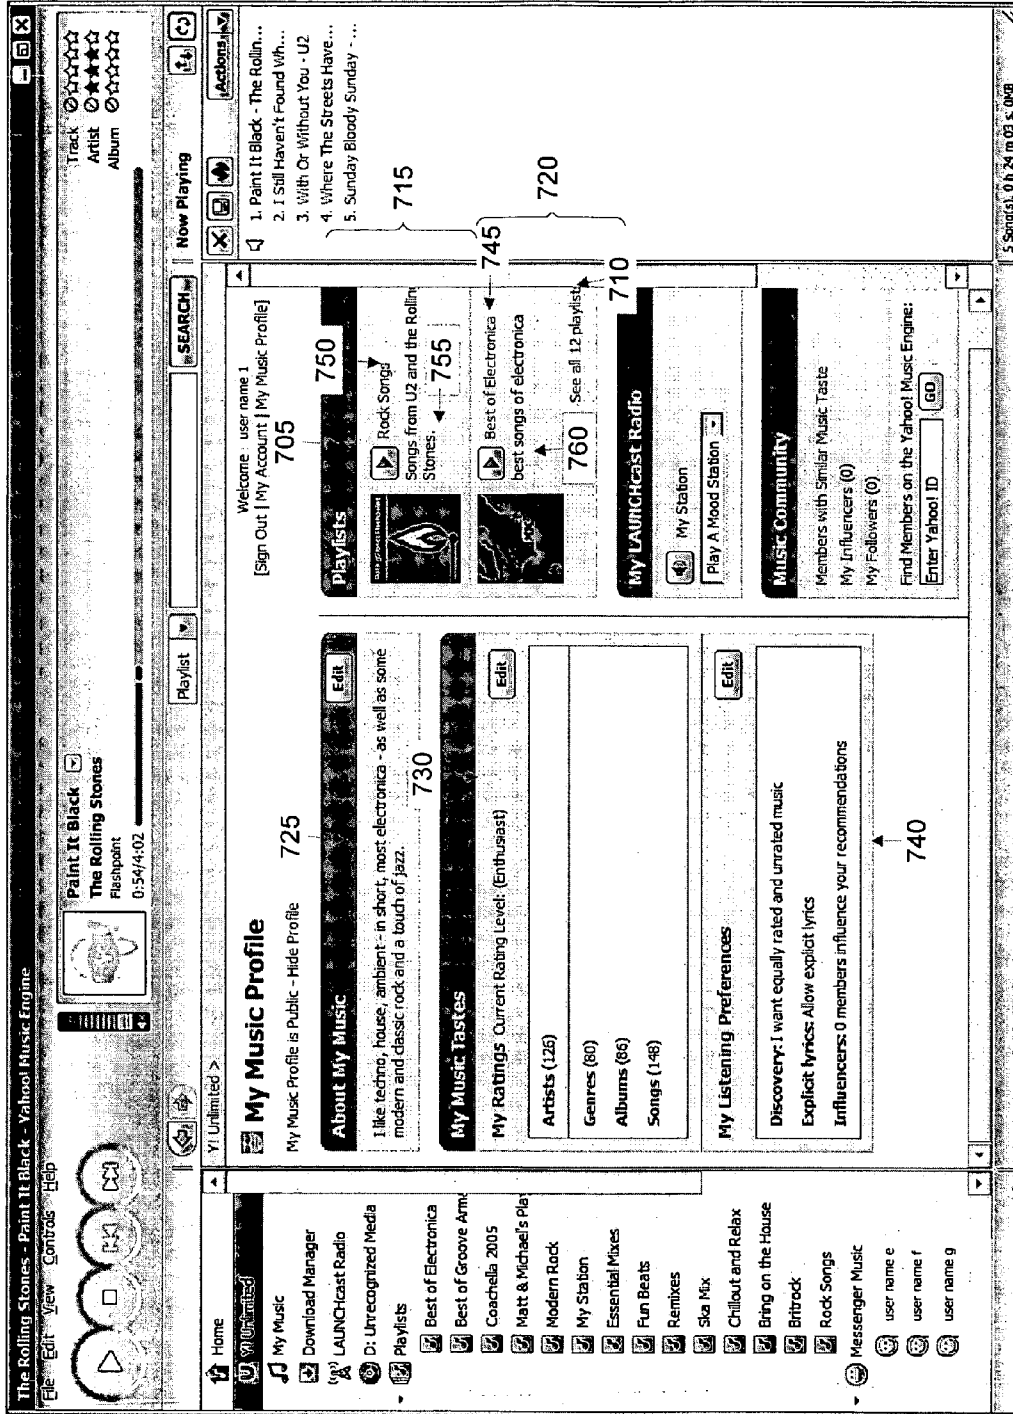 The Rolling Stones - Paint It Black - Yahoo! Music Engine
File Edit View Controls Help
Paint It Black
The Rolling Stones
Flashpoint
0:54/4:02
Track
Artist
Album
Playlist
SEARCH
Now Playing
Actions
Home
Y! Unlimited
My Music
Download Manager
LAUNCHcast Radio
D: Unrecognized Media
Playlists
Best of Electronica
Best of Groove Arma
Coachella 2005
Matt & Michael's Play
Modern Rock
My Station
Essential Mixes
Fun Beats
Remixes
Ska Mix
Chillout and Relax
Bring on the House
Britrock
Rock Songs
Messenger Music
user name e
user name f
user name g
Y! Unlimited >
My Music Profile
My Music Profile is Public - Hide Profile
725
Welcome user name 1
[Sign Out | My Account | My Music Profile]
705
About My Music
Edit
I like techno, house, ambient - in short, most electronica - as well as some
modern and classic rock and a touch of jazz.
730
My Music Tastes
My Ratings Current Rating Level: (Enthusiast)
Edit
Artists (126)
Genres (80)
Albums (86)
Songs (148)
My Listening Preferences
Edit
Discovery: I want equally rated and unrated music
Explicit lyrics: Allow explicit lyrics
Influencers: 0 members influence your recommendations
740
Playlists
750
Rock Songs
Songs from U2 and the Rolling
Stones.
755
715
Best of Electronica
745
best songs of electronica
760
720
See all 12 playlists
710
My LAUNCHcast Radio
My Station
Play A Mood Station
Music Community
Members with Similar Music Taste
My Influencers (0)
My Followers (0)
Find Members on the Yahoo! Music Engine:
Enter Yahoo! ID
GO
1. Paint It Black - The Rollin...
2. I Still Haven't Found Wh...
3. With Or Without You - U2
4. Where The Streets Have...
5. Sunday Bloody Sunday - ...
5 Song(s), 0 h 24 m 03 s, 0MB